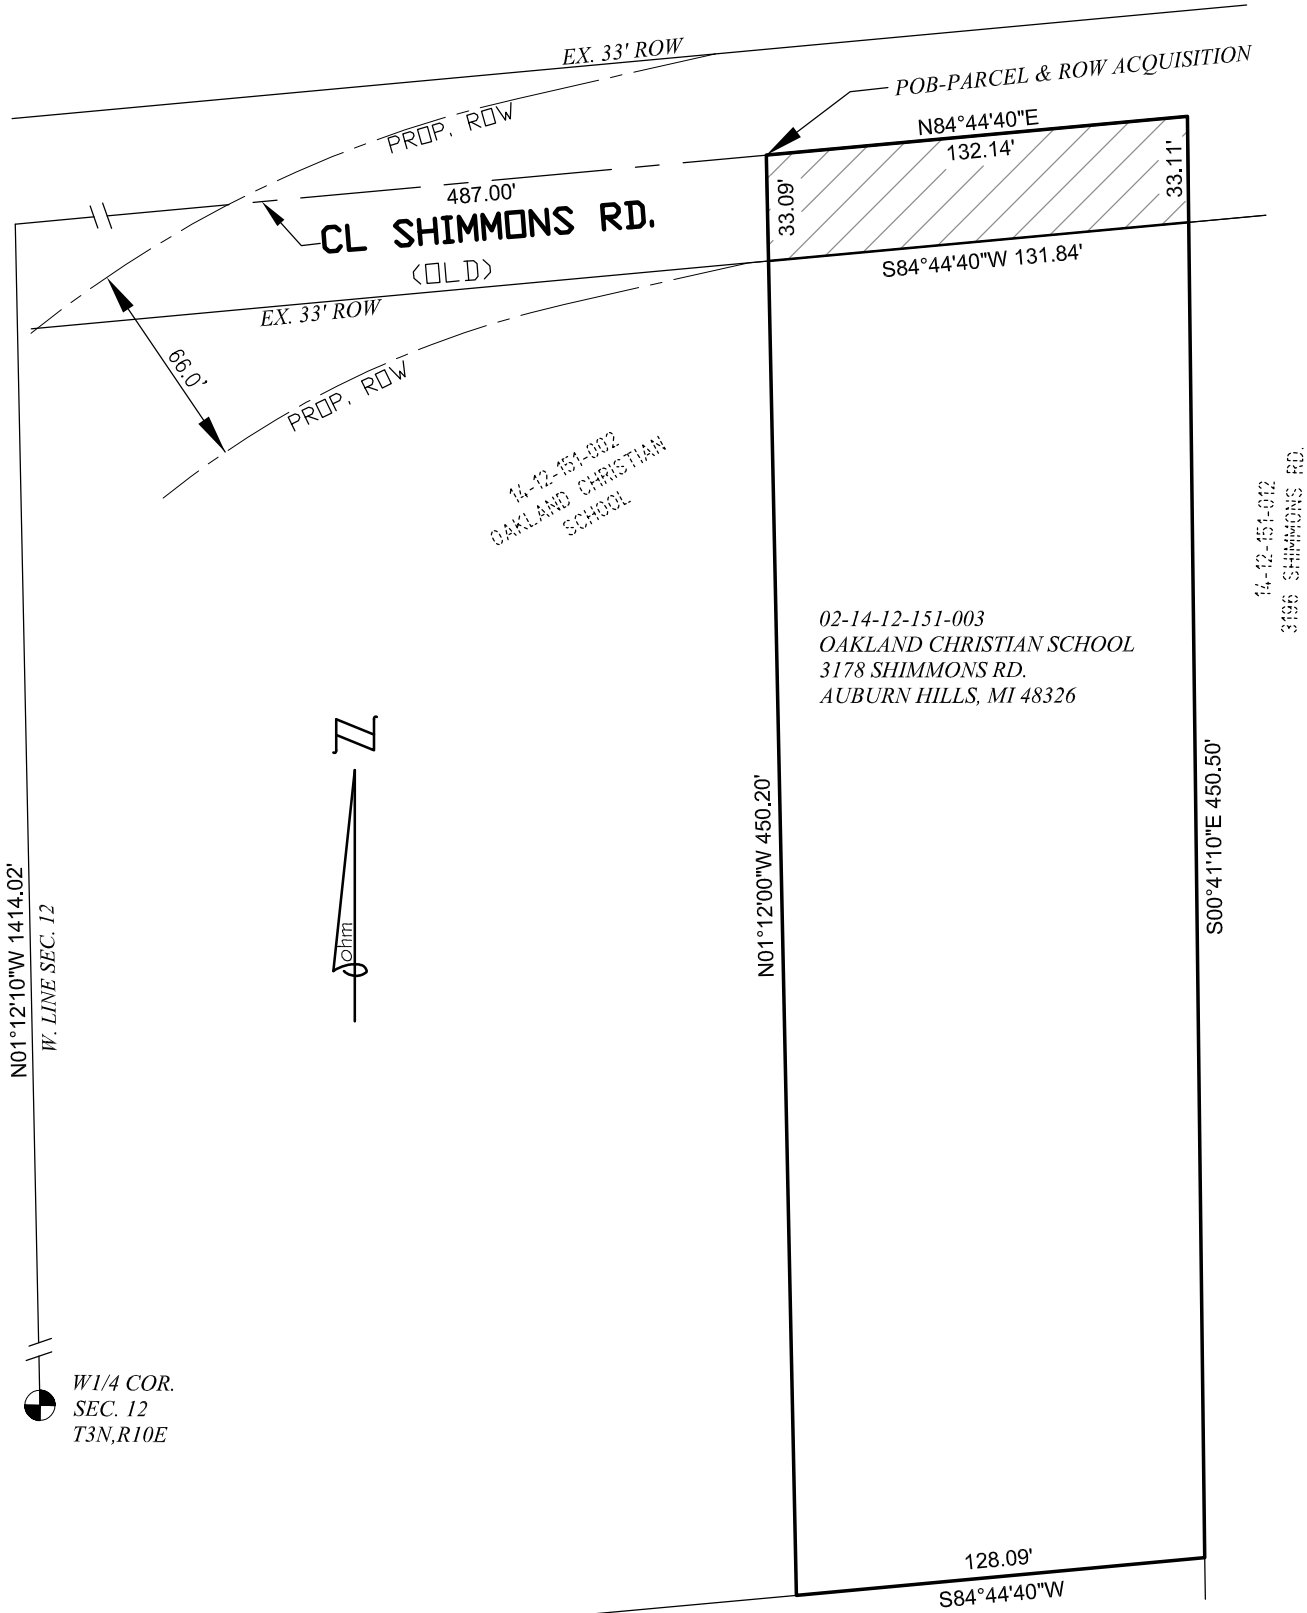 EX. 33' ROW
POB-PARCEL & ROW ACQUISITION
PROP. ROW
N84°44'40"E
132.14'
487.00'
CL SHIMMONS RD.
(OLD)
33.09'
33.11'
S84°44'40"W 131.84'
EX. 33' ROW
66.0'
PROP. ROW
14-12-151-002
OAKLAND CHRISTIAN
SCHOOL
14-12-151-012
3196 SHIMMONS RD.
02-14-12-151-003
OAKLAND CHRISTIAN SCHOOL
3178 SHIMMONS RD.
AUBURN HILLS, MI 48326
N
ohm
N01°12'10"W 1414.02'
W. LINE SEC. 12
N01°12'00"W 450.20'
S00°41'10"E 450.50'
W1/4 COR.
SEC. 12
T3N,R10E
128.09'
S84°44'40"W